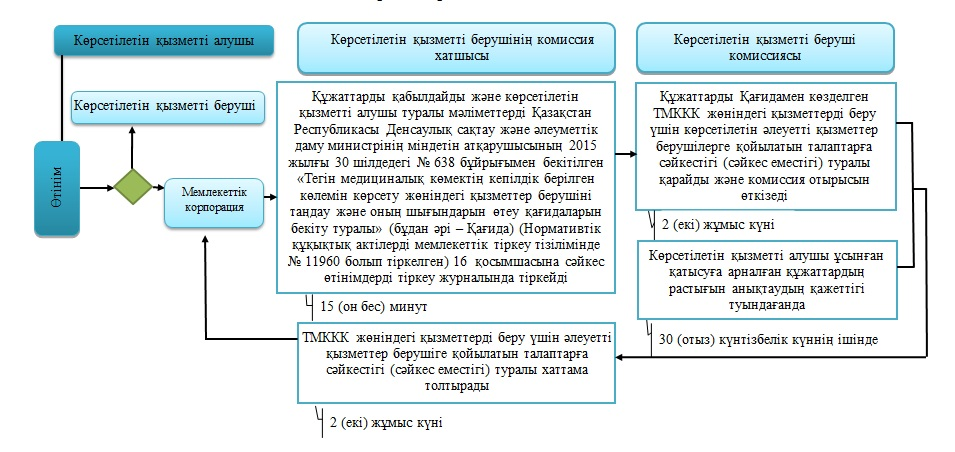 Көрсетілетін қызметті алушы
Көрсетілетін қызметті берушінің комиссия
хатшысы
Көрсетілетін қызметті беруші
комиссиясы
Көрсетілетін қызметті беруші
Өтінім
Мемлекеттік
корпорация
Құжаттарды қабылдайды және көрсетілетін
қызметті алушы туралы мәліметтерді Қазақстан
Республикасы Денсаулық сақтау және әлеуметтік
даму министрінің міндетін атқарушысының 2015
жылғы 30 шілдедегі № 638 бұйрығымен бекітілген
«Тегін медициналық көмектің кепілдік берілген
көлемін көрсету жөніндегі қызметтер берушіні
таңдау және оның шығындарын өтеу қағидаларын
бекіту туралы» (бұдан әрі – Қағида) (Нормативтік
құқықтық актілерді мемлекеттік тіркеу тізілімінде
№ 11960 болып тіркелген) 16 қосымшасына сәйкес
өтінімдерді тіркеу журналында тіркейді
15 (он бес) минут
Құжаттарды Қағидамен көзделген
ТМККК жөніндегі қызметтерді беру
үшін көрсетілетін әлеуетті қызметтер
берушілерге қойылатын талаптарға
сәйкестігі (сәйкес еместігі) туралы
қарайды және комиссия отырысын
өткізеді
2 (екі) жұмыс күні
Көрсетілетін қызметті алушы ұсынған
қатысуға арналған құжаттардың
растығын анықтаудың қажеттігі
туындағанда
30 (отыз) күнтізбелік күннің ішінде
ТМККК жөніндегі қызметтерді беру үшін әлеуетті
қызметтер берушіге қойылатын талаптарға
сәйкестігі (сәйкес еместігі) туралы хаттама
толтырады
2 (екі) жұмыс күні